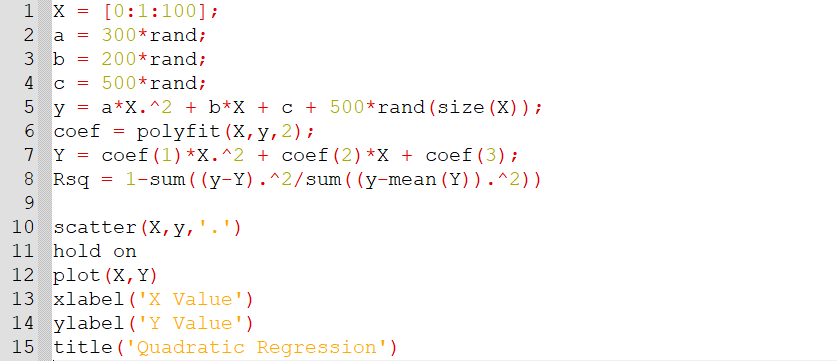 1 X = [0:1:100];
2 a = 300*rand;
3 b = 200*rand;
4 c = 500*rand;
5 y = a*X.^2 + b*X + c + 500*rand(size(X));
6 coef = polyfit(X,y,2);
7 Y = coef(1)*X.^2 + coef(2)*X + coef(3);
8 Rsq = 1-sum((y-Y).^2/sum((y-mean(Y)).^2))
9
10 scatter(X,y,'.')
11 hold on
12 plot(X,Y)
13 xlabel('X Value')
14 ylabel('Y Value')
15 title('Quadratic Regression')